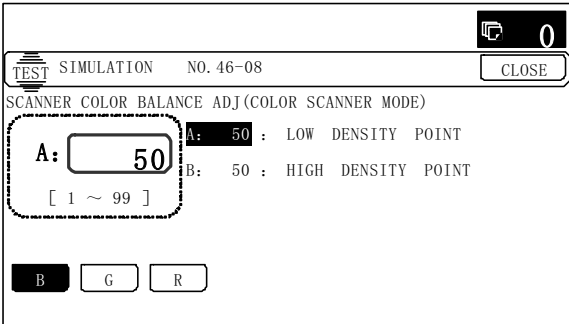 0
TEST SIMULATION NO.46-08 CLOSE
SCANNER COLOR BALANCE ADJ(COLOR SCANNER MODE)
A: 50
[ 1 ~ 99 ]
A: 50 : LOW DENSITY POINT
B: 50 : HIGH DENSITY POINT
B G R